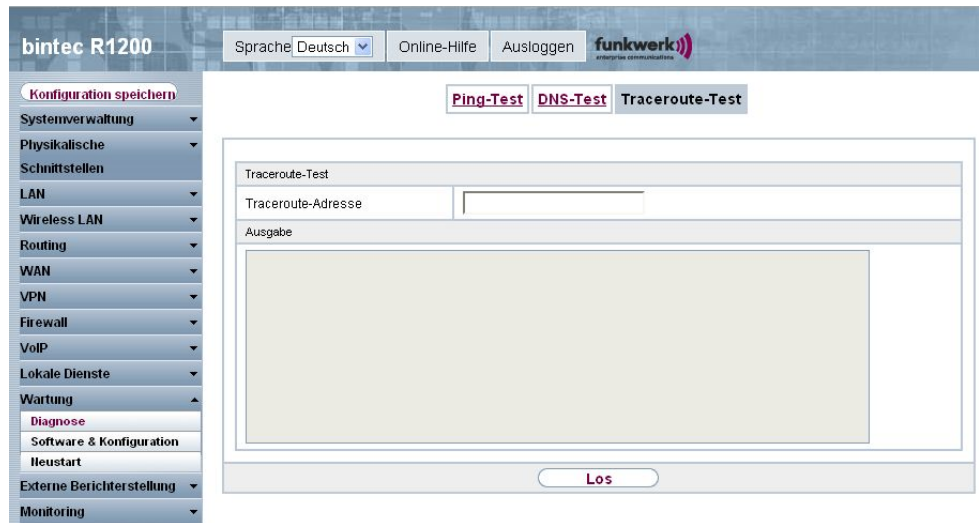 bintec R1200
Sprache Deutsch
Online-Hilfe
Ausloggen
funkwerk
enterprise communications
Konfiguration speichern
Systemverwaltung
Physikalische
Schnittstellen
LAN
Wireless LAN
Routing
WAN
VPN
Firewall
VoIP
Lokale Dienste
Wartung
Diagnose
Software & Konfiguration
Neustart
Externe Berichterstellung
Monitoring
Ping-Test
DNS-Test
Traceroute-Test
Traceroute-Test
Traceroute-Adresse
Ausgabe
Los